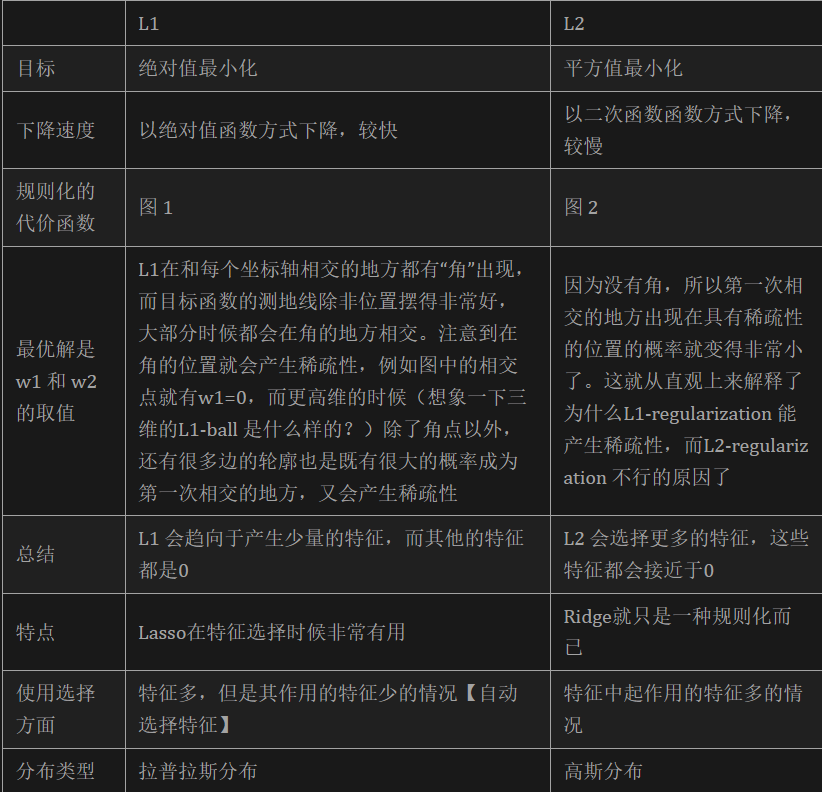 L1
L2
目标
绝对值最小化
平方值最小化
下降速度
以绝对值函数方式下降，较快
以二次函数函数方式下降，
较慢
规则化的
代价函数
图 1
图 2
最优解是
w1 和 w2
的取值
L1在和每个坐标轴相交的地方都有“角”出现，
而目标函数的测地线除非位置摆得非常好，
大部分时候都会在角的地方相交。注意到在
角的位置就会产生稀疏性，例如图中的相交
点就有w1=0，而更高维的时候（想象一下三
维的L1-ball 是什么样的？）除了角点以外，
还有很多边的轮廓也是既有很大的概率成为
第一次相交的地方，又会产生稀疏性
因为没有角，所以第一次相
交的地方出现在具有稀疏性
的位置的概率就变得非常小
了。这就从直观上来解释了
为什么L1-regularization 能
产生稀疏性，而L2-regulariz
ation 不行的原因了
总结
L1 会趋向于产生少量的特征，而其他的特征
都是0
L2 会选择更多的特征，这些
特征都会接近于0
特点
Lasso在特征选择时候非常有用
Ridge就只是一种规则化而
已
使用选择
方面
特征多，但是其作用的特征少的情况【自动
选择特征】
特征中起作用的特征多的情
况
分布类型
拉普拉斯分布
高斯分布